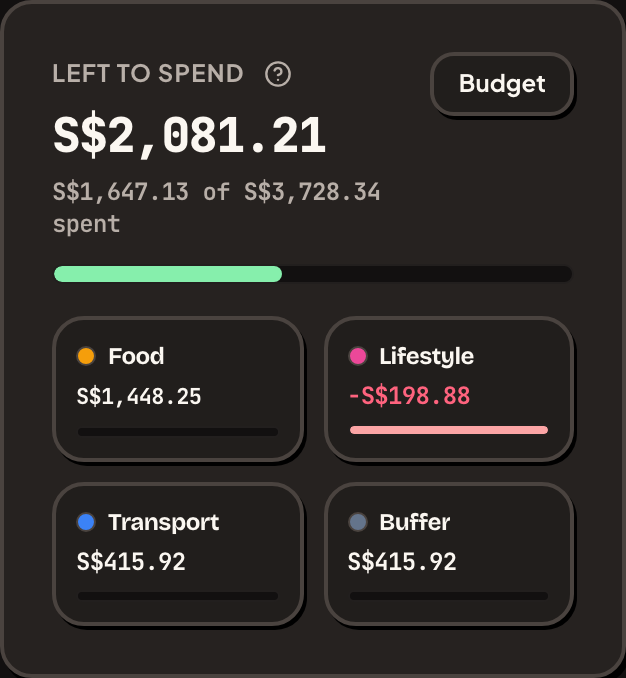 LEFT TO SPEND
Budget
S$2,081.21
S$1,647.13 of S$3,728.34
spent
Food
S$1,448.25
Lifestyle
-S$198.88
Transport
S$415.92
Buffer
S$415.92